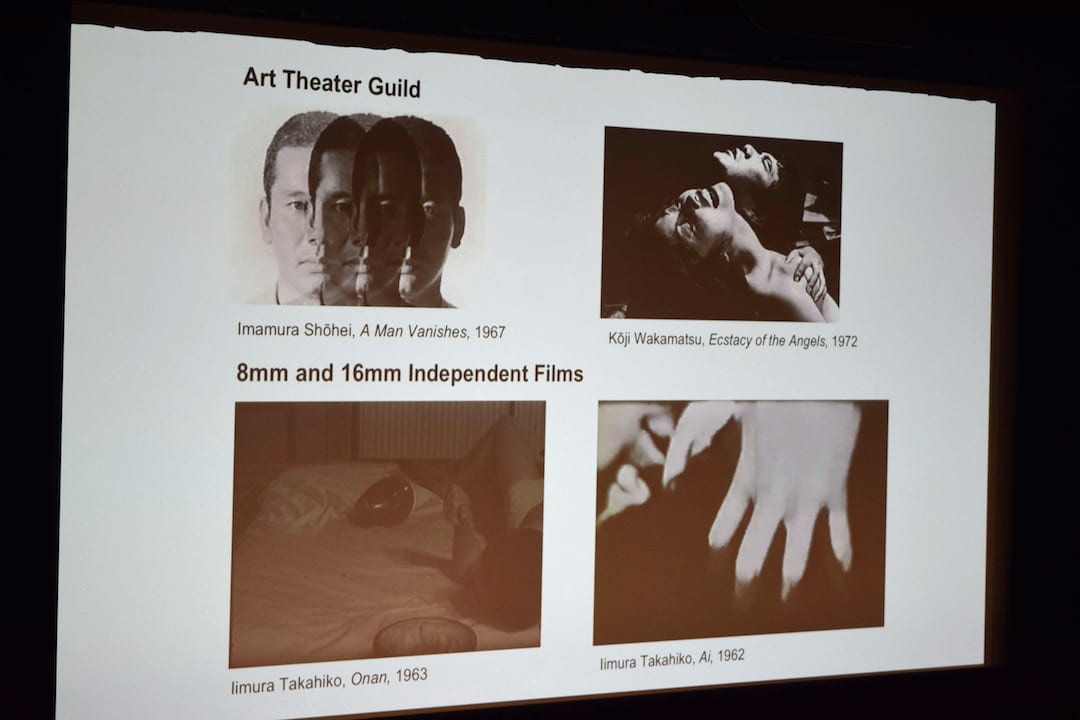 Art Theater Guild
Imamura Shōhei, A Man Vanishes, 1967
Kōji Wakamatsu, Ecstacy of the Angels, 1972
8mm and 16mm Independent Films
Iimura Takahiko, Onan, 1963
Iimura Takahiko, Ai, 1962